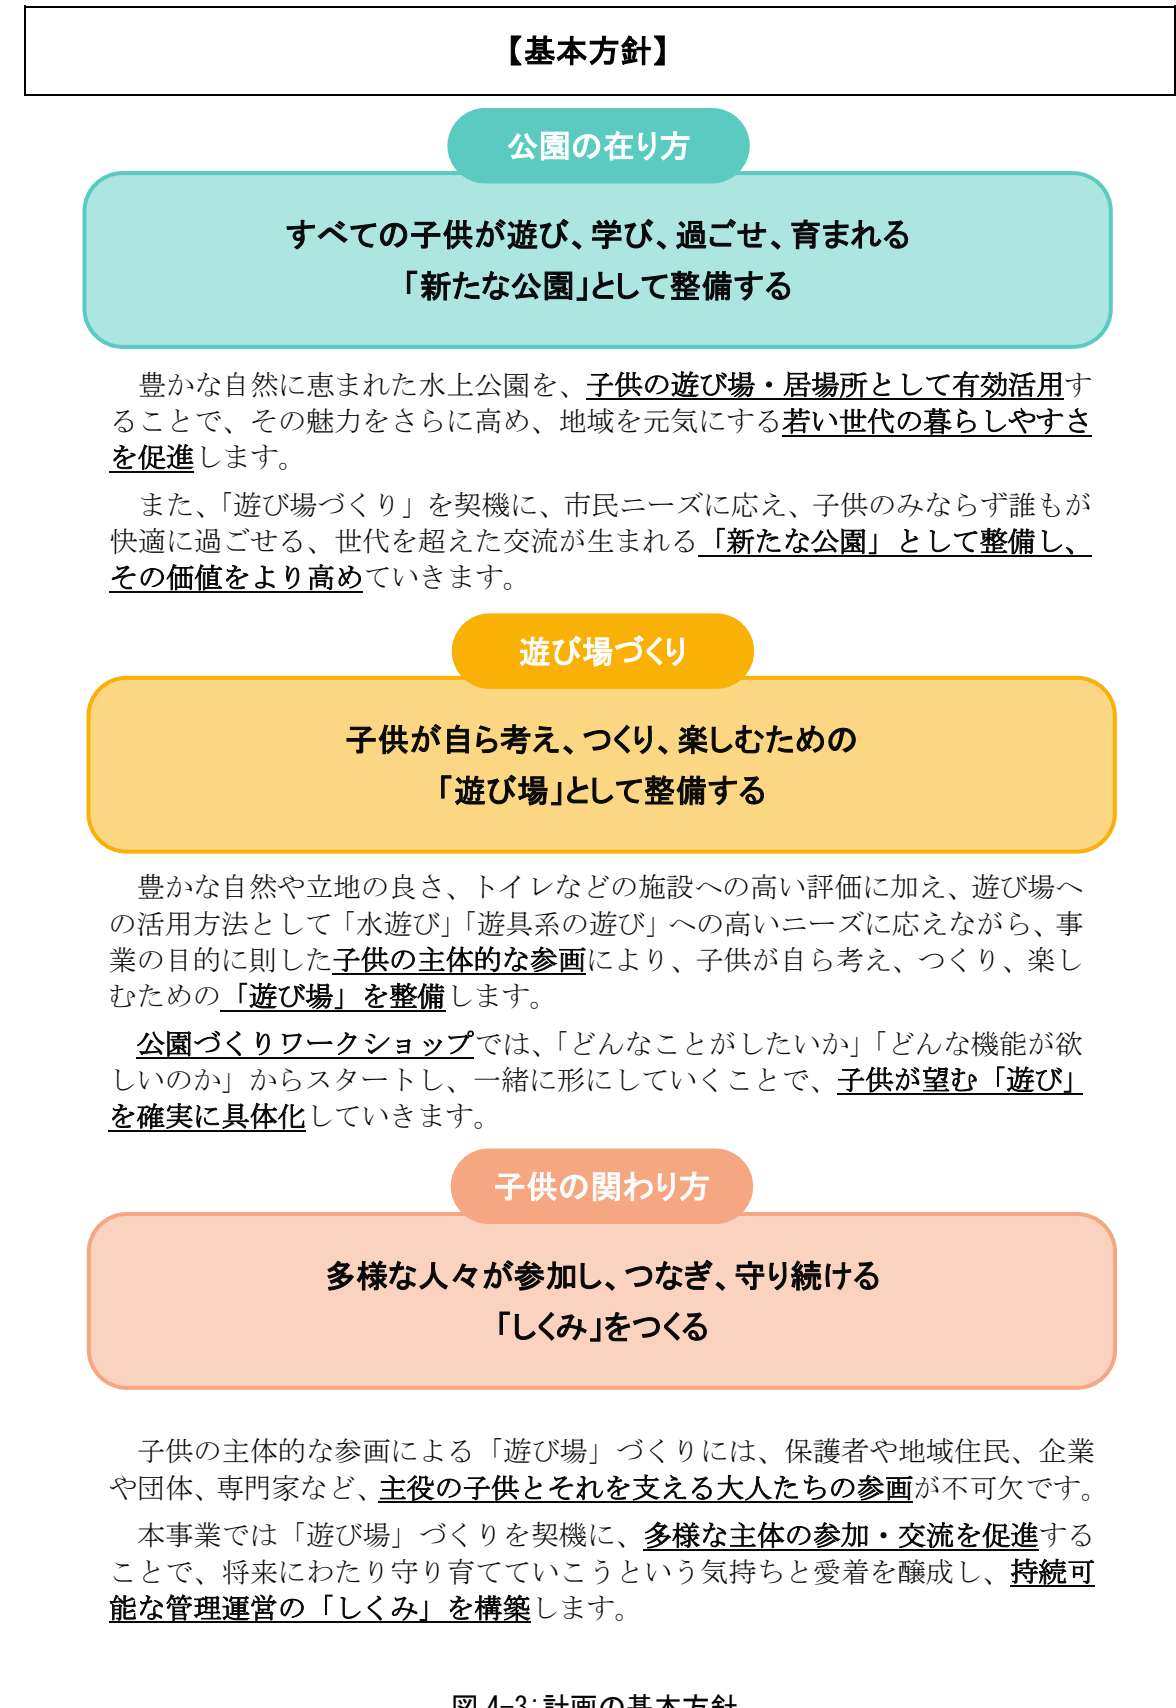 【基本方針】
公園の在り方
すべての子供が遊び、学び、過ごせ、育まれる
「新たな公園」として整備する
豊かな自然に恵まれた水上公園を、子供の遊び場・居場所として有効活用す
ることで、その魅力をさらに高め、地域を元気にする若い世代の暮らしやすさ
を促進します。
また、「遊び場づくり」を契機に、市民ニーズに応え、子供のみならず誰もが
快適に過ごせる、世代を超えた交流が生まれる「新たな公園」として整備し、
その価値をより高めていきます。
遊び場づくり
子供が自ら考え、つくり、楽しむための
「遊び場」として整備する
豊かな自然や立地の良さ、トイレなどの施設への高い評価に加え、遊び場へ
の活用方法として「水遊び」「遊具系の遊び」への高いニーズに応えながら、事
業の目的に則した子供の主体的な参画により、子供が自ら考え、つくり、楽し
むための「遊び場」を整備します。
公園づくりワークショップでは、「どんなことがしたいか」「どんな機能が欲
しいのか」からスタートし、一緒に形にしていくことで、子供が望む「遊び」
を確実に具体化していきます。
子供の関わり方
多様な人々が参加し、つなぎ、守り続ける
「しくみ」をつくる
子供の主体的な参画による「遊び場」づくりには、保護者や地域住民、企業
や団体、専門家など、主役の子供とそれを支える大人たちの参画が不可欠です。
本事業では「遊び場」づくりを契機に、多様な主体の参加・交流を促進する
ことで、将来にわたり守り育てていこうという気持ちと愛着を醸成し、持続可
能な管理運営の「しくみ」を構築します。
図 4-3:計画の基本方針